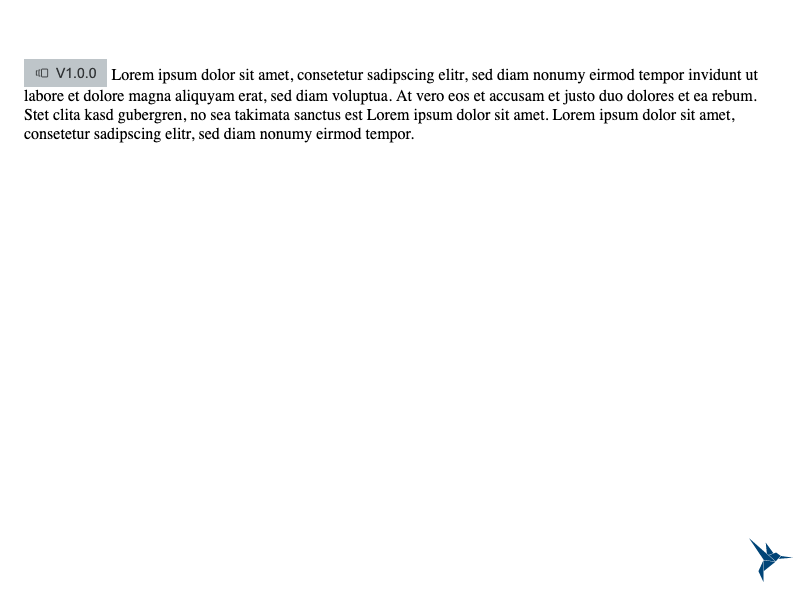 V1.0.0 Lorem ipsum dolor sit amet, consetetur sadipscing elitr, sed diam nonumy eirmod tempor invidunt ut
labore et dolore magna aliquyam erat, sed diam voluptua. At vero eos et accusam et justo duo dolores et ea rebum.
Stet clita kasd gubergren, no sea takimata sanctus est Lorem ipsum dolor sit amet. Lorem ipsum dolor sit amet,
consetetur sadipscing elitr, sed diam nonumy eirmod tempor.